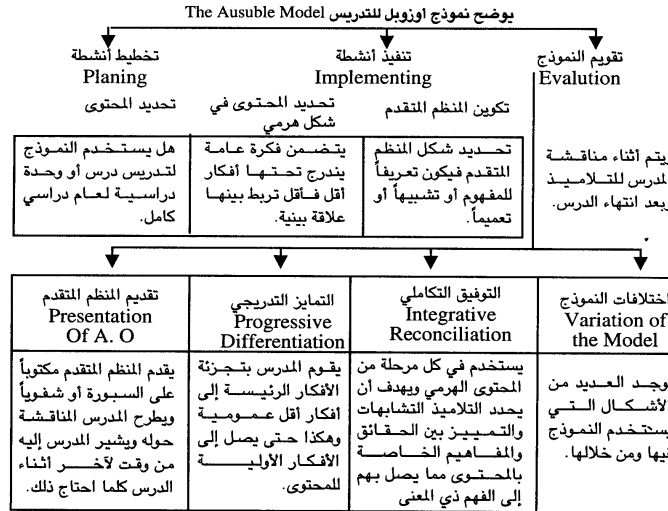 يوضح نموذج أوزوبل للتدريس The Ausuble Model
تخطيط أنشطة
Planing
تنفيذ أنشطة
Implementing
تقويم النموذج
Evalution
تحديد المحتوى
تحديد المحتوى في
شكل هرمي
تكوين المنظم المتقدم
هل يستخدم النموذج
لتدريس درس أو وحدة
دراسية لعام دراسي
كامل.
يتضمن فكرة عامة
يندرج تحتها أفكار
أقل فأقل تربط بينها
علاقة بينية.
تحديد شكل المنظم
المتقدم فيكون تعريفاً
للمفهوم أو تشبيهاً أو
تعميماً.
يتم أثناء مناقشة
المدرس للتلاميذ
وبعد انتهاء الدرس.
تقديم المنظم المتقدم
Presentation
Of A. O
التمايز التدريجي
Progressive
Differentiation
التوفيق التكاملي
Integrative
Reconciliation
اختلافات النموذج
Variation of
the Model
يقدم المنظم المتقدم مكتوباً
على السبورة أو شفوياً
ويطرح المدرس المناقشة
حوله ويشير المدرس إليه
من وقت لآخر أثناء
الدرس كلما احتاج ذلك.
يقوم المدرس بتجزئة
الأفكار الرئيسة إلى
أفكار أقل عمومية
وهكذا حتى يصل إلى
الأفكار الأولية
للمحتوى.
يستخدم في كل مرحلة من
المحتوى الهرمي ويهدف أن
يحدد التلاميذ التشابهات
والتمييز بين الحقائق
والمفاهيم الخاصة
بالمحتوى مما يصل بهم
إلى الفهم ذي المعنى
يوجد العديد من
الأشكال التي
يستخدم النموذج
فيها ومن خلالها.